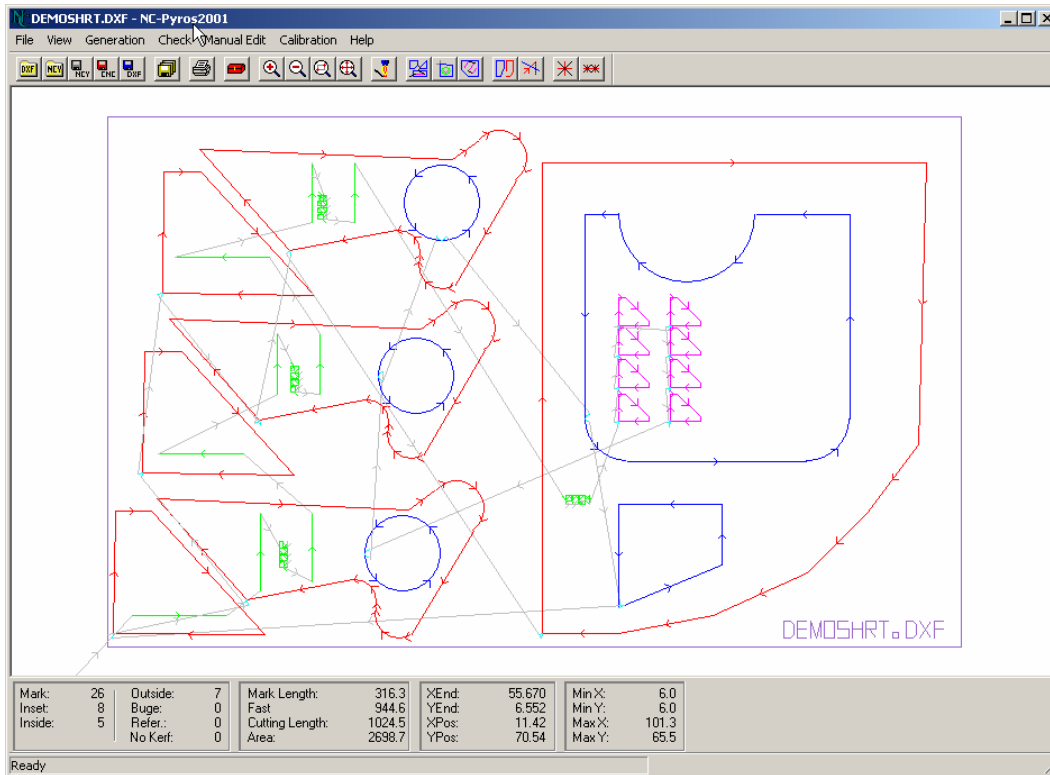 DEMOSHRT.DXF - NC-Pyros2001
File View Generation Check Manual Edit Calibration Help
DXF NCY NCY CNC DXF
DEMOSHRT.DXF
Mark: 26 Outside: 7 Mark Length: 316.3 XEnd: 55.670 Min X: 6.0
Inset: 8 Buge: 0 Fast 944.6 YEnd: 6.552 Min Y: 6.0
Inside: 5 Refer.: 0 Cutting Length: 1024.5 XPos: 11.42 Max X: 101.3
No Kerf: 0 Area: 2698.7 YPos: 70.54 Max Y: 65.5
Ready